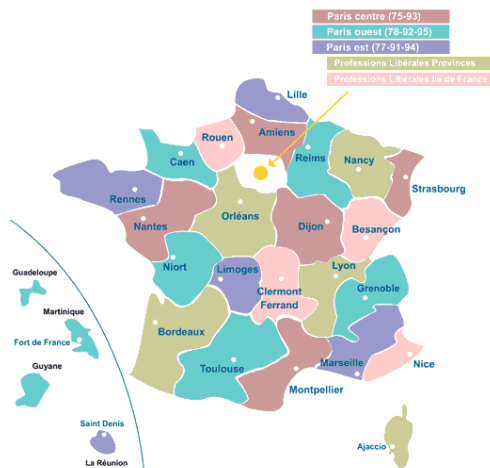 Paris centre (75-93)
Paris ouest (78-92-95)
Paris est (77-91-94)
Professions Libérales Provinces
Professions Libérales Ile de France
Lille
Amiens
Rouen
Caen
Reims
Nancy
Strasbourg
Rennes
Orléans
Nantes
Dijon
Besançon
Niort
Limoges
Lyon
Clermont
Ferrand
Grenoble
Bordeaux
Toulouse
Marseille
Nice
Montpellier
Ajaccio
Guadeloupe
Martinique
Fort de France
Guyane
Saint Denis
La Réunion